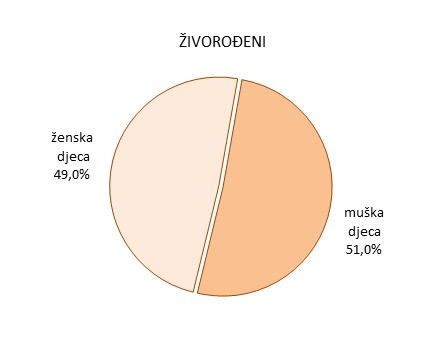 ŽIVOROĐENI
ženska
djeca
49,0%
muška
djeca
51,0%